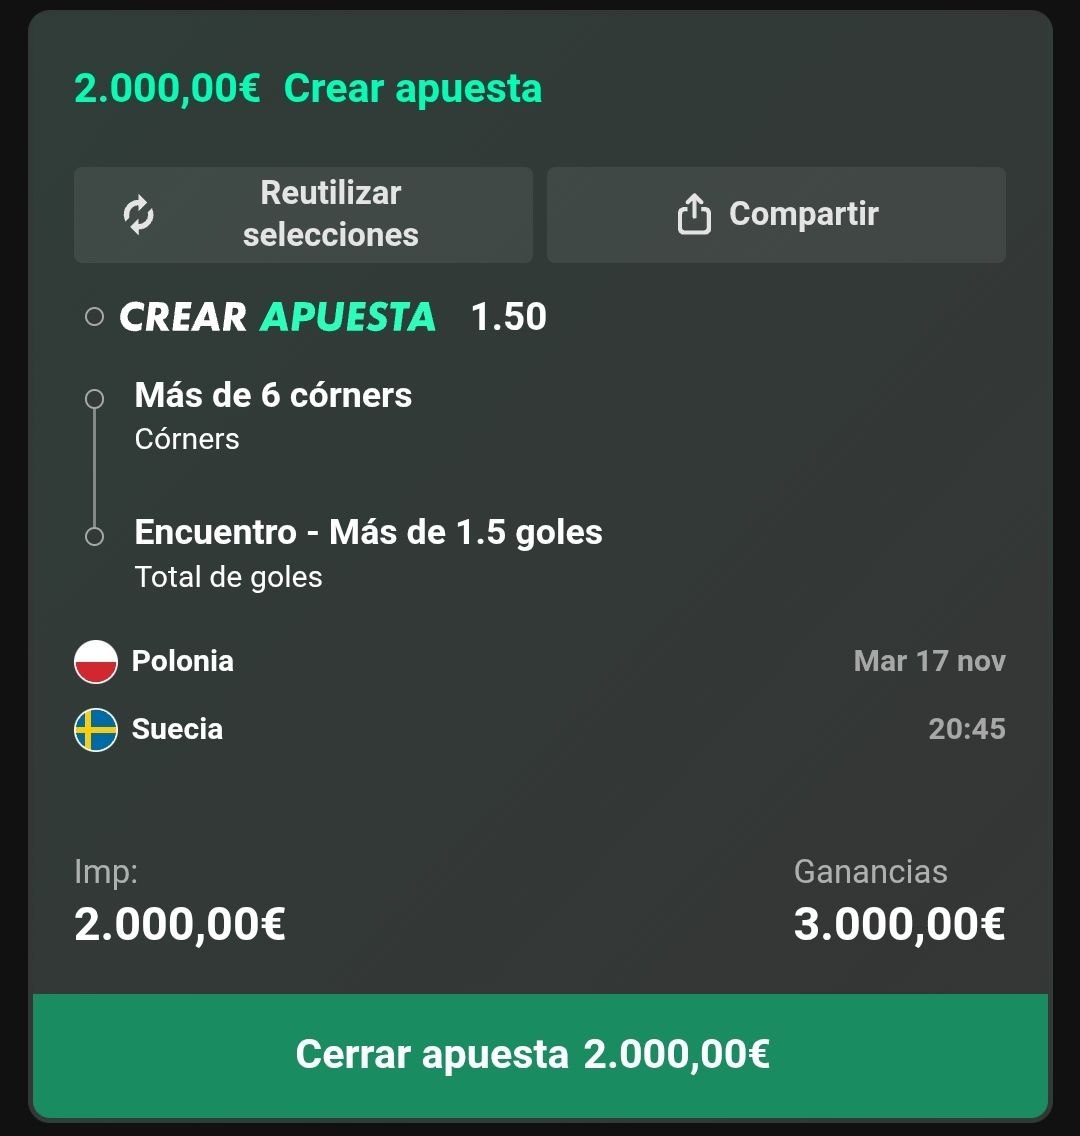 2.000,00€ Crear apuesta
Reutilizar
selecciones
Compartir
CREAR APUESTA 1.50
Más de 6 córners
Córners
Encuentro - Más de 1.5 goles
Total de goles
Polonia
Mar 17 nov
Suecia
20:45
Imp:
Ganancias
2.000,00€
3.000,00€
Cerrar apuesta 2.000,00€